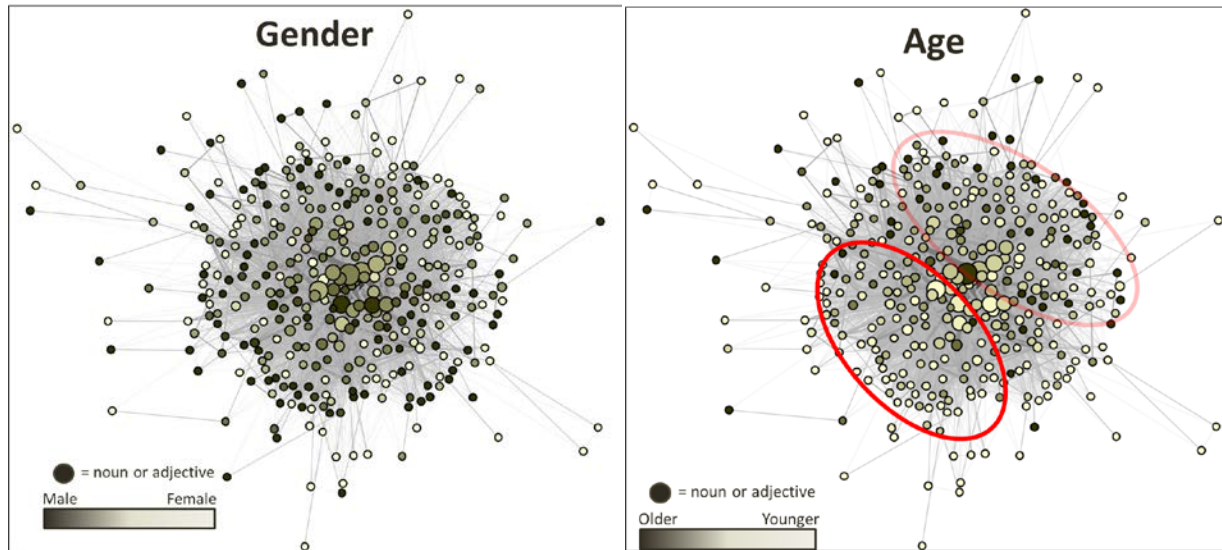 Gender
= noun or adjective
Male Female
Age
= noun or adjective
Older Younger